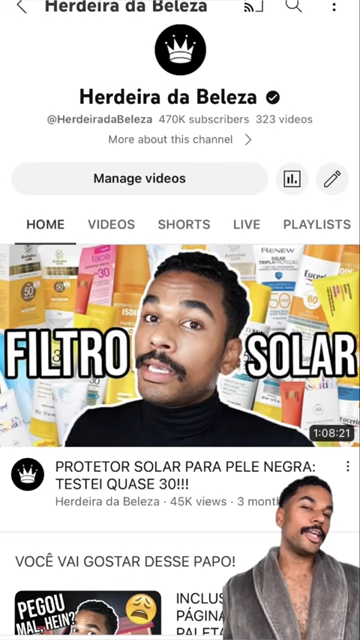 Herdeira da Beleza
Herdeira da Beleza
@HerdeiradaBeleza 470K subscribers 323 videos
More about this channel
Manage videos
HOME VIDEOS SHORTS LIVE PLAYLISTS
FILTRO SOLAR
1:08:21
PROTETOR SOLAR PARA PELE NEGRA:
TESTEI QUASE 30!!!
Herdeira da Beleza · 45K views · 3 mont
VOCÊ VAI GOSTAR DESSE PAPO!
PEGOU
MAL, HEIN?
INCLUS
PÁGINA
PALETA